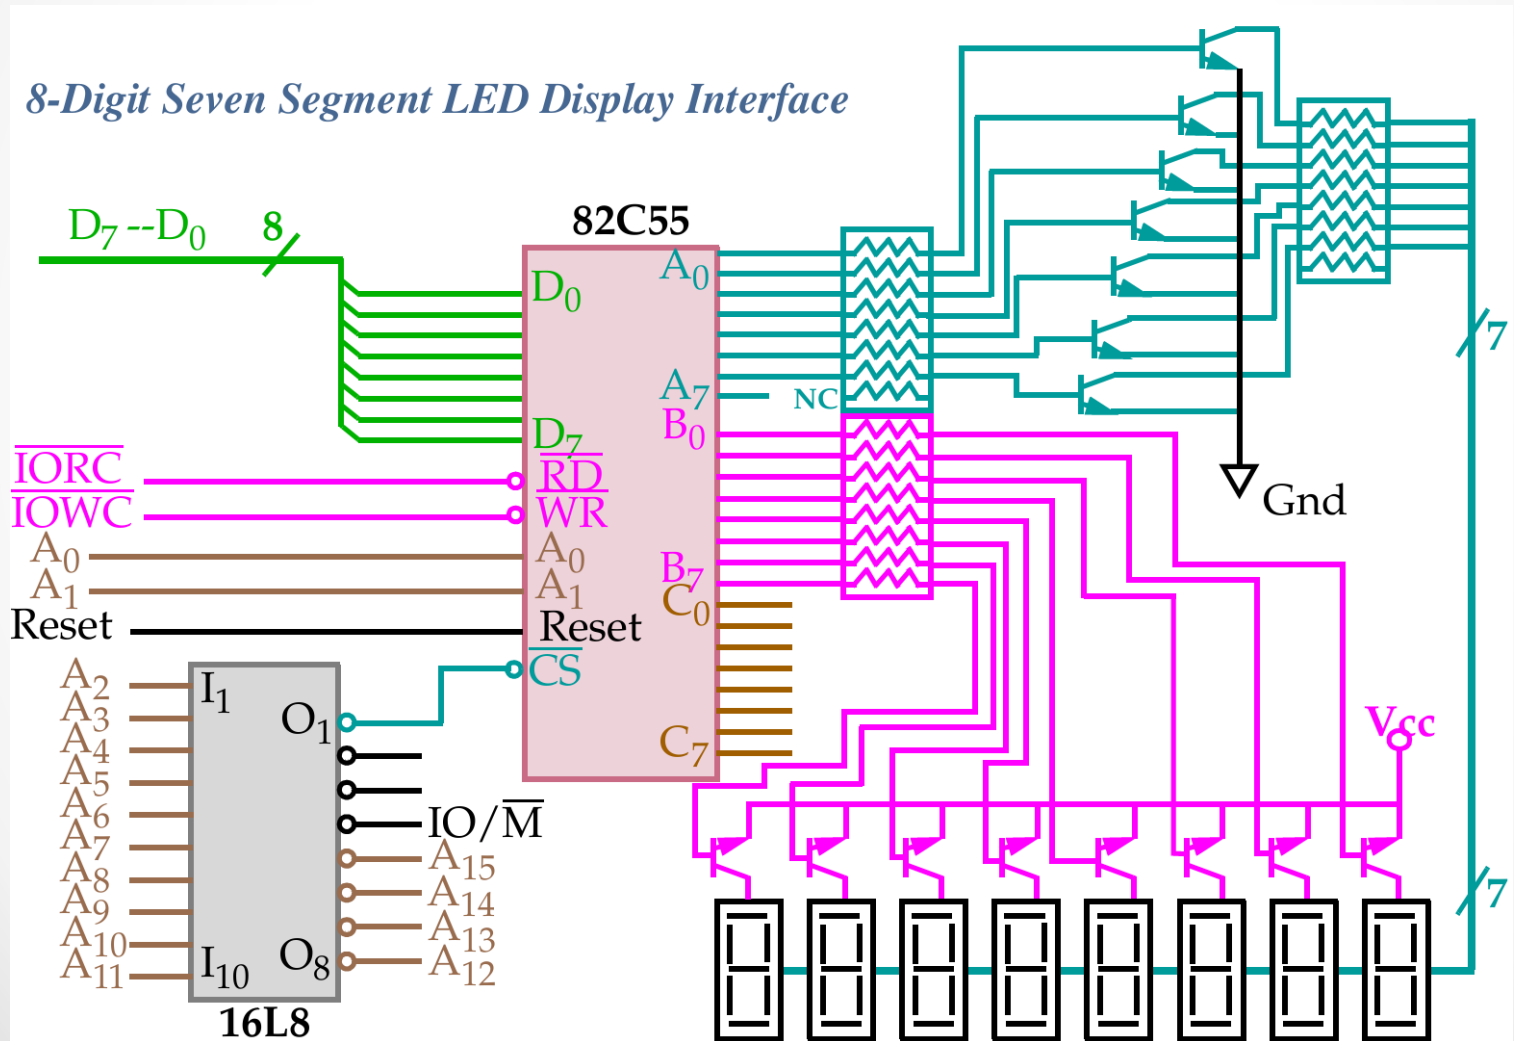 8-Digit Seven Segment LED Display Interface
D7 --D0
8
82C55
D0
D7
A0
A7
NC
B0
B7
C0
C7
IORC
IOWC
RD
WR
A0
A1
A0
A1
Reset
Reset
CS
Gnd
7
Vcc
7
A2
A3
A4
A5
A6
A7
A8
A9
A10
A11
I1
I10
O1
O8
IO/M
A15
A14
A13
A12
16L8